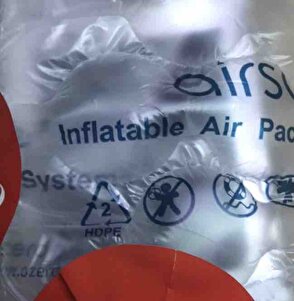 airs
Inflatable Air Pac
System
2
HDPE